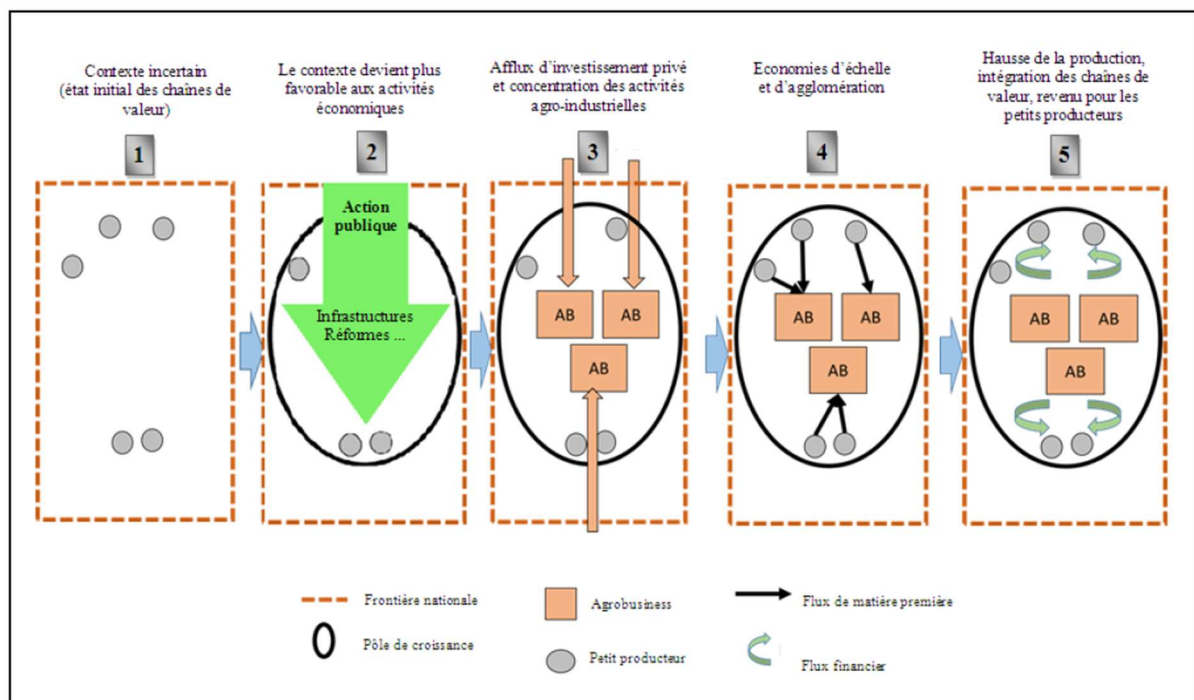 Contexte incertain
(état initial des chaînes de
valeur)
Le contexte devient plus
favorable aux activités
économiques
Afflux d'investissement privé
et concentration des activités
agro-industrielles
Economies d'échelle
et d'agglomération
Hausse de la production,
intégration des chaînes de
valeur, revenu pour les
petits producteurs
1
2
3
4
5
Action
publique
Infrastructures
Réformes ...
AB
AB
AB
AB
AB
AB
AB
AB
AB
Frontière nationale
Pôle de croissance
Agrobusiness
Petit producteur
Flux de matière première
Flux financier